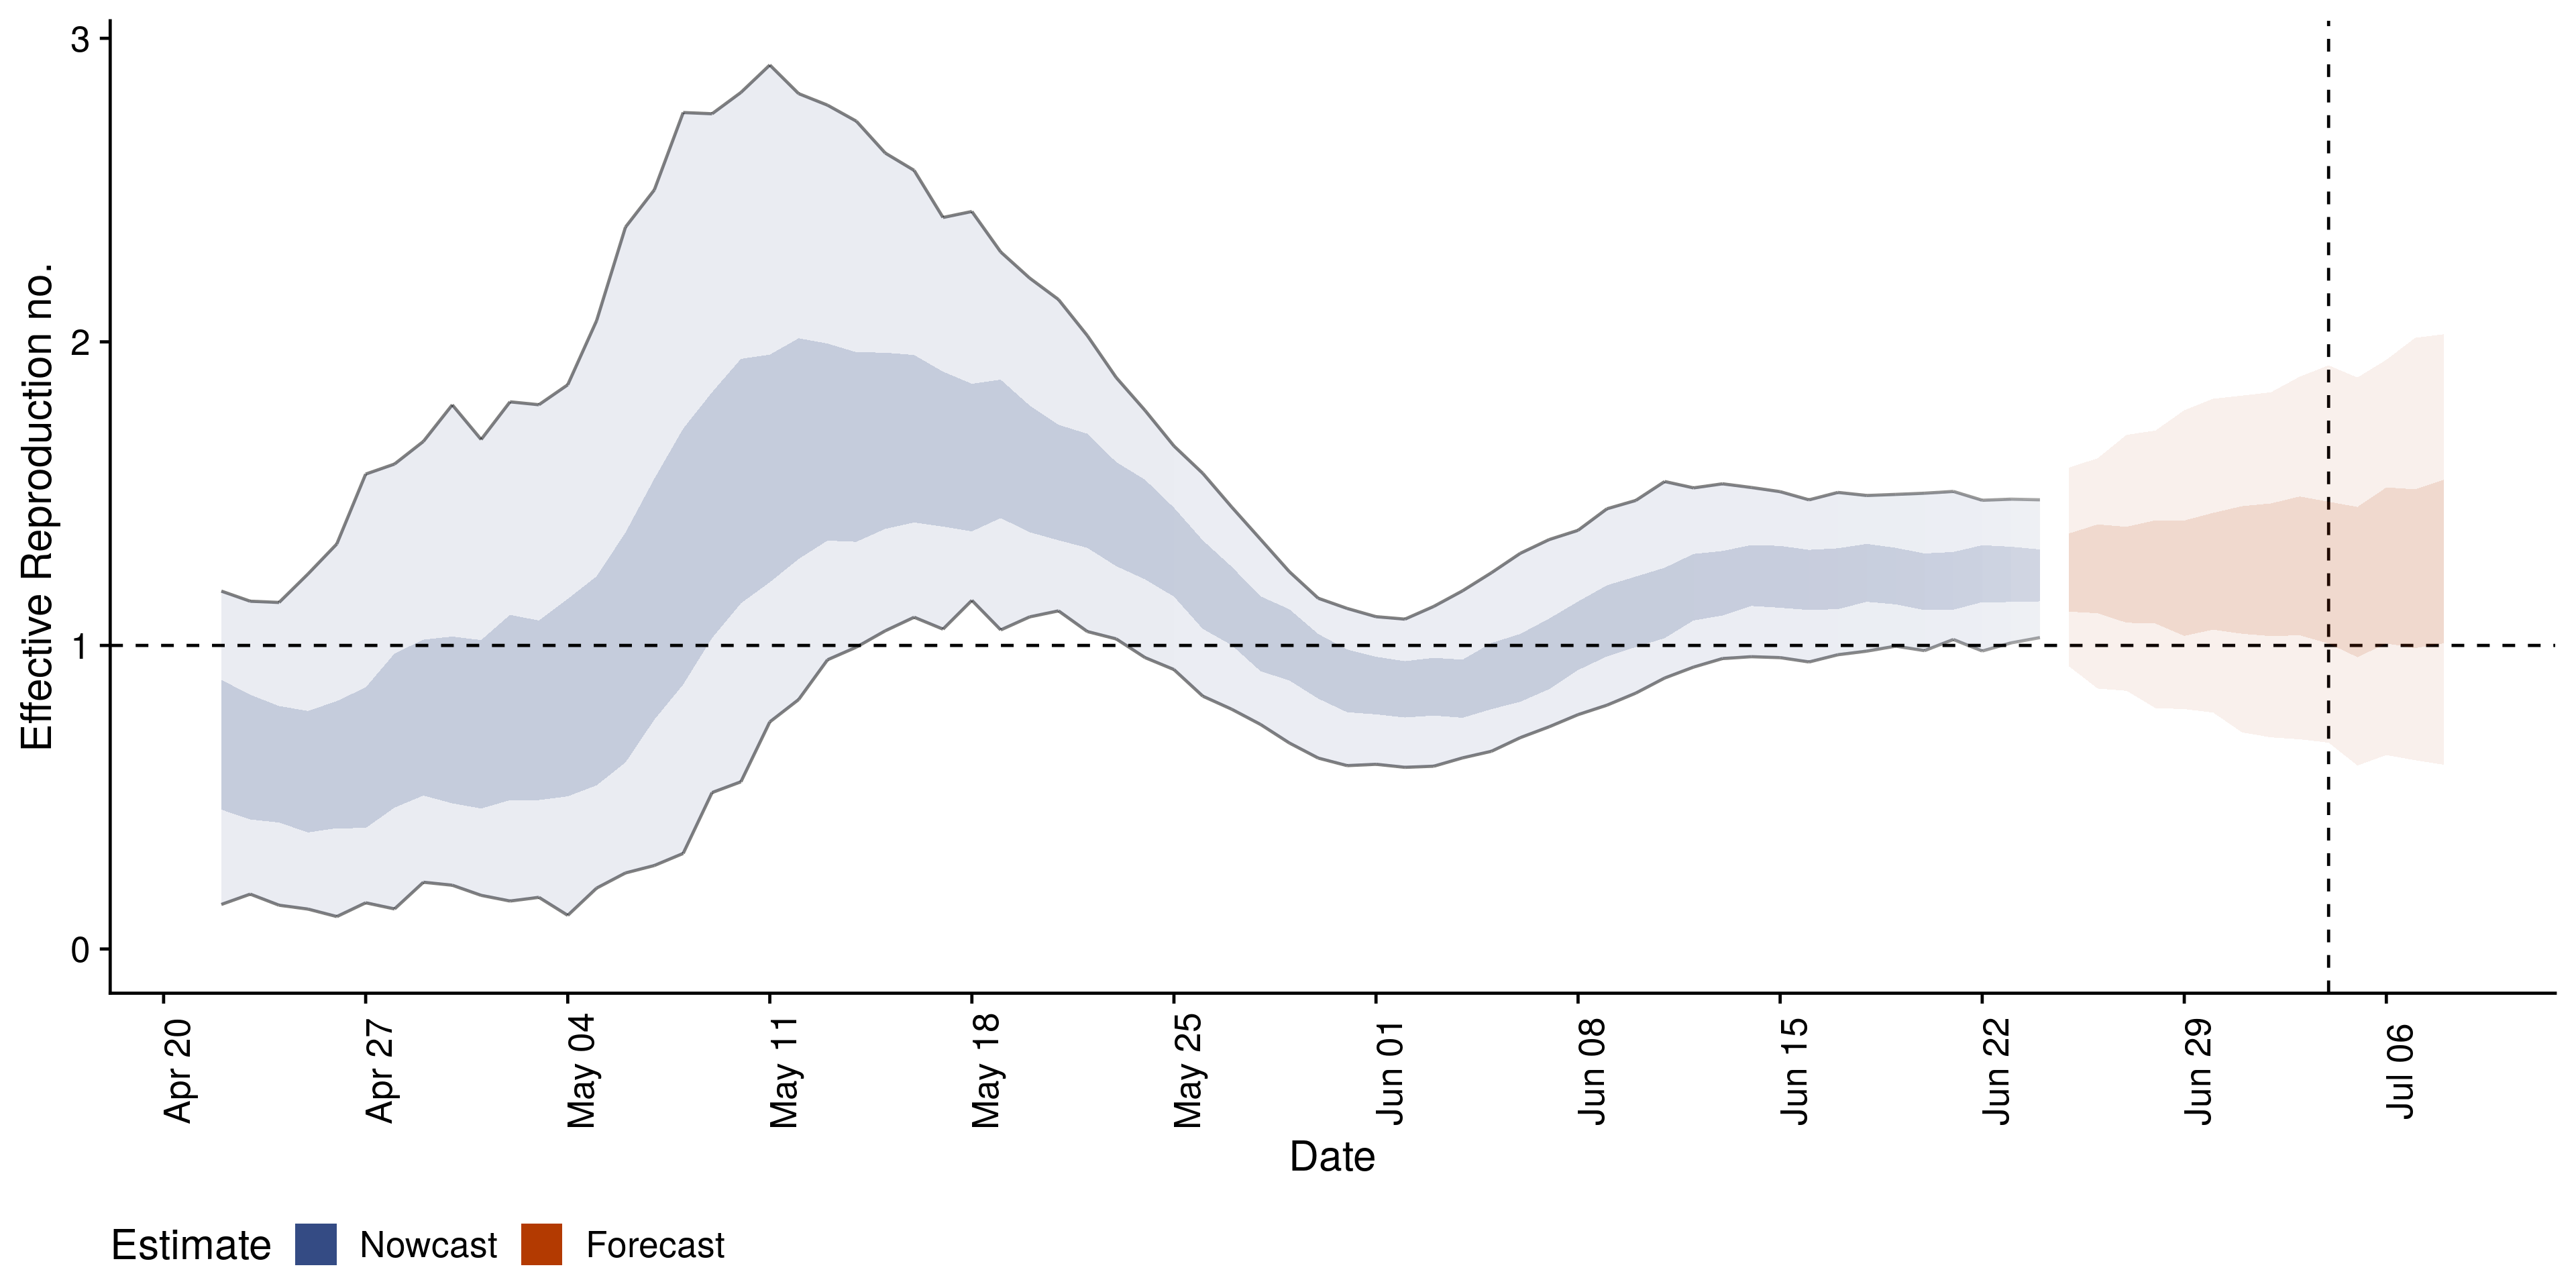 Effective Reproduction no.
3
2
1
0
Apr 20
Apr 27
May 04
May 11
May 18
May 25
Jun 01
Jun 08
Jun 15
Jun 22
Jun 29
Jul 06
Date
Estimate Nowcast Forecast